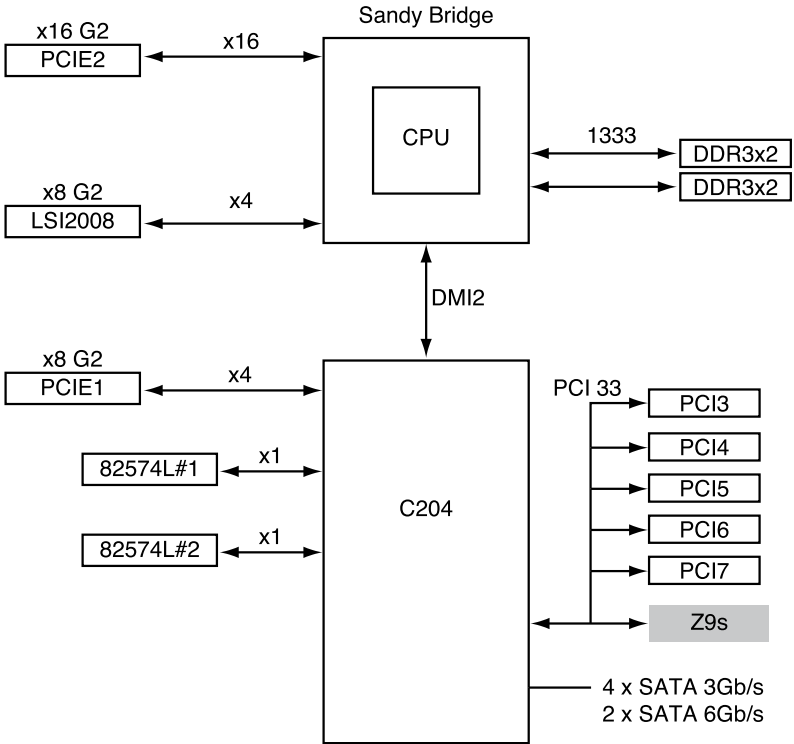 Sandy Bridge
x16 G2
PCIE2
x16
CPU
1333
DDR3x2
DDR3x2
x8 G2
LSI2008
x4
DMI2
x8 G2
PCIE1
x4
PCI 33
PCI3
PCI4
PCI5
PCI6
PCI7
Z9s
82574L#1
x1
82574L#2
x1
C204
4 x SATA 3Gb/s
2 x SATA 6Gb/s